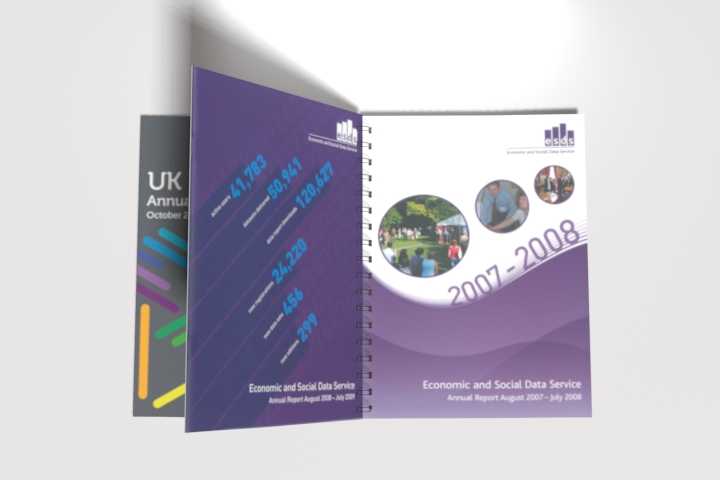 UK
Annua
October 2
esds
Economic and Social Data Service
active users 41,783
datasets delivered 50,941
data/report downloads 120,627
new registrations 24,220
new data sets 456
new editions 299
Economic and Social Data Service
Annual Report August 2008 – July 2009
esds
Economic and Social Data Service
2007-2008
Economic and Social Data Service
Annual Report August 2007 – July 2008